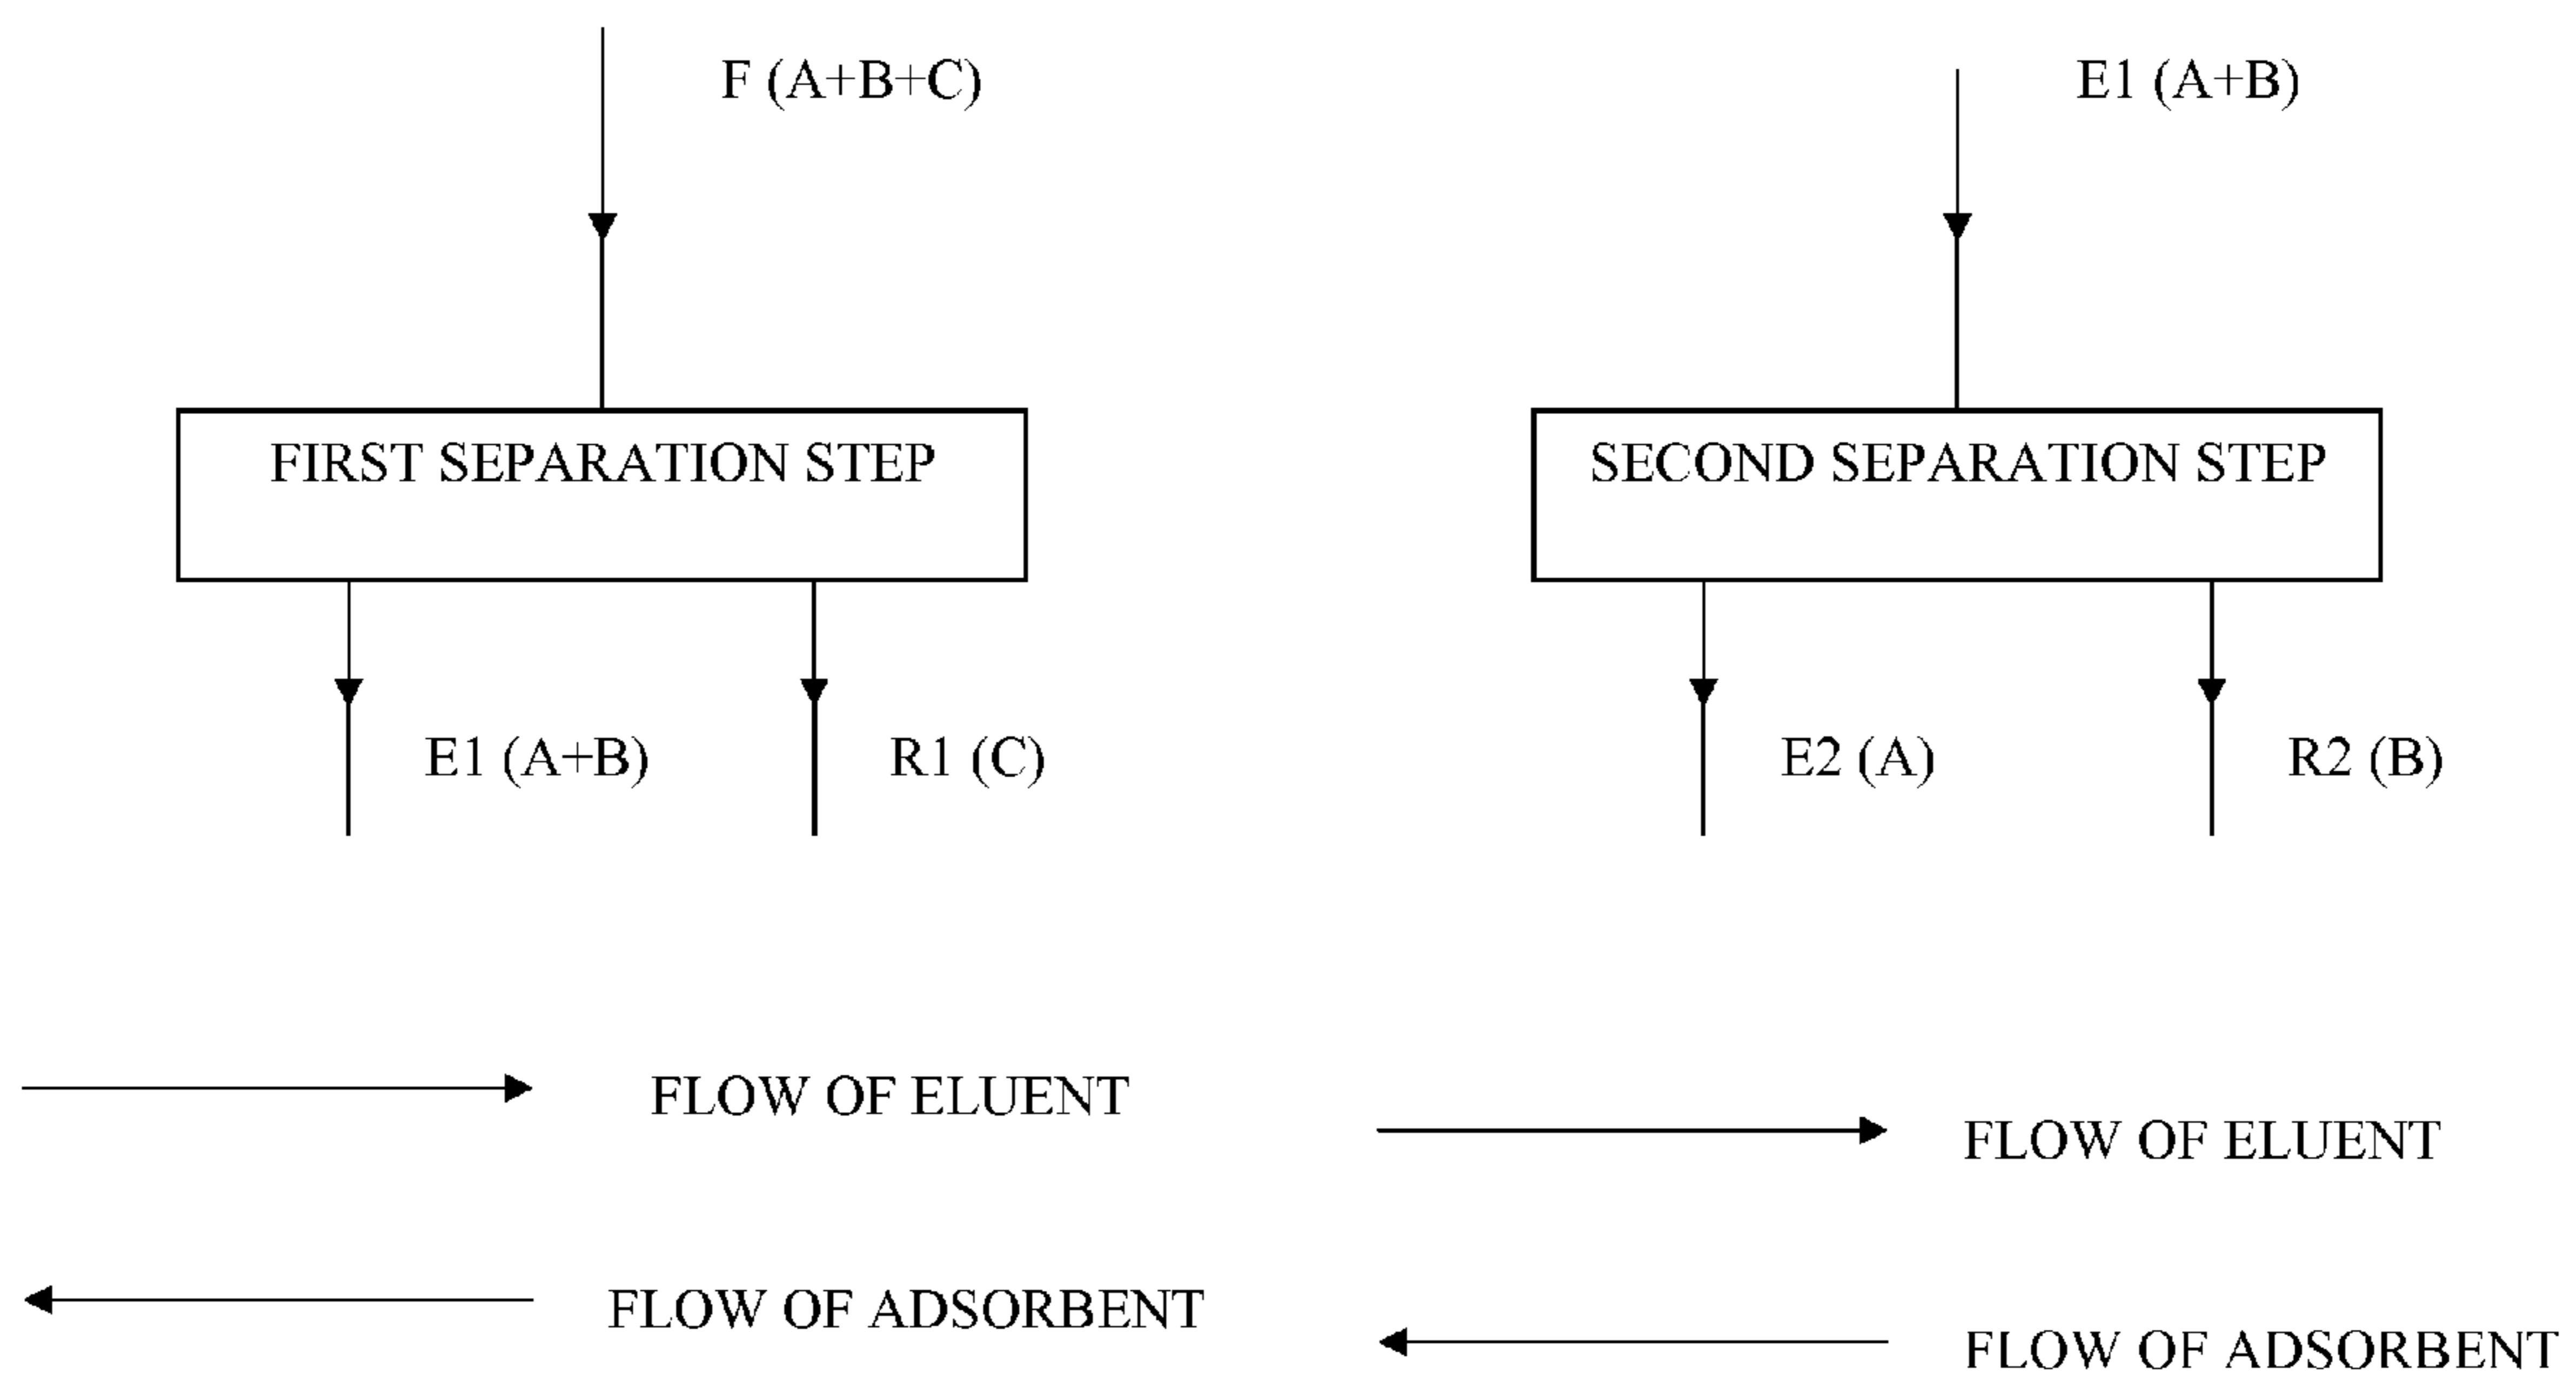 F (A+B+C)
E1 (A+B)
FIRST SEPARATION STEP
SECOND SEPARATION STEP
E1 (A+B)
R1 (C)
E2 (A)
R2 (B)
FLOW OF ELUENT
FLOW OF ELUENT
FLOW OF ADSORBENT
FLOW OF ADSORBENT